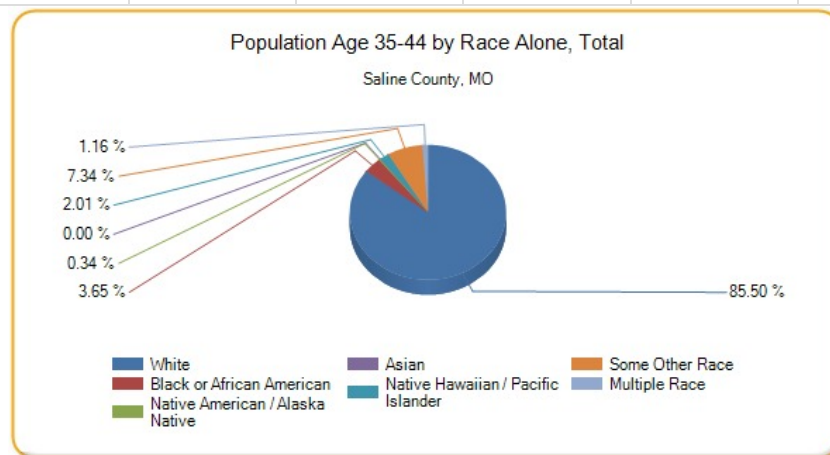 Population Age 35-44 by Race Alone, Total
Saline County, MO
1.16 %
7.34 %
2.01 %
0.00 %
0.34 %
3.65 %
85.50 %
White
Black or African American
Native American / Alaska
Native
Asian
Native Hawaiian / Pacific
Islander
Some Other Race
Multiple Race